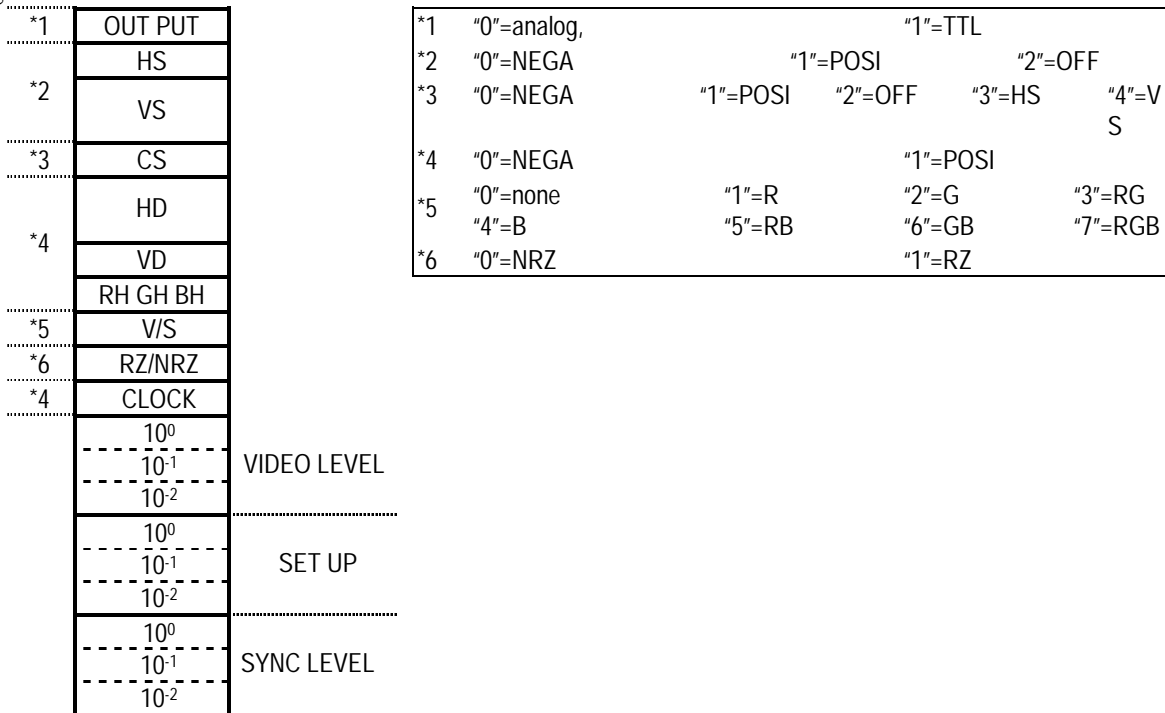 *1 OUT PUT
*2 HS
VS
*3 CS
*4 HD
VD
RH GH BH
*5 V/S
*6 RZ/NRZ
*4 CLOCK
10⁰
10⁻¹ VIDEO LEVEL
10⁻²
10⁰
10⁻¹ SET UP
10⁻²
10⁰
10⁻¹ SYNC LEVEL
10⁻²
*1 “0”=analog, “1”=TTL
*2 “0”=NEGA “1”=POSI “2”=OFF
*3 “0”=NEGA “1”=POSI “2”=OFF “3”=HS “4”=V
S
*4 “0”=NEGA “1”=POSI
*5 “0”=none “1”=R “2”=G “3”=RG
“4”=B “5”=RB “6”=GB “7”=RGB
*6 “0”=NRZ “1”=RZ